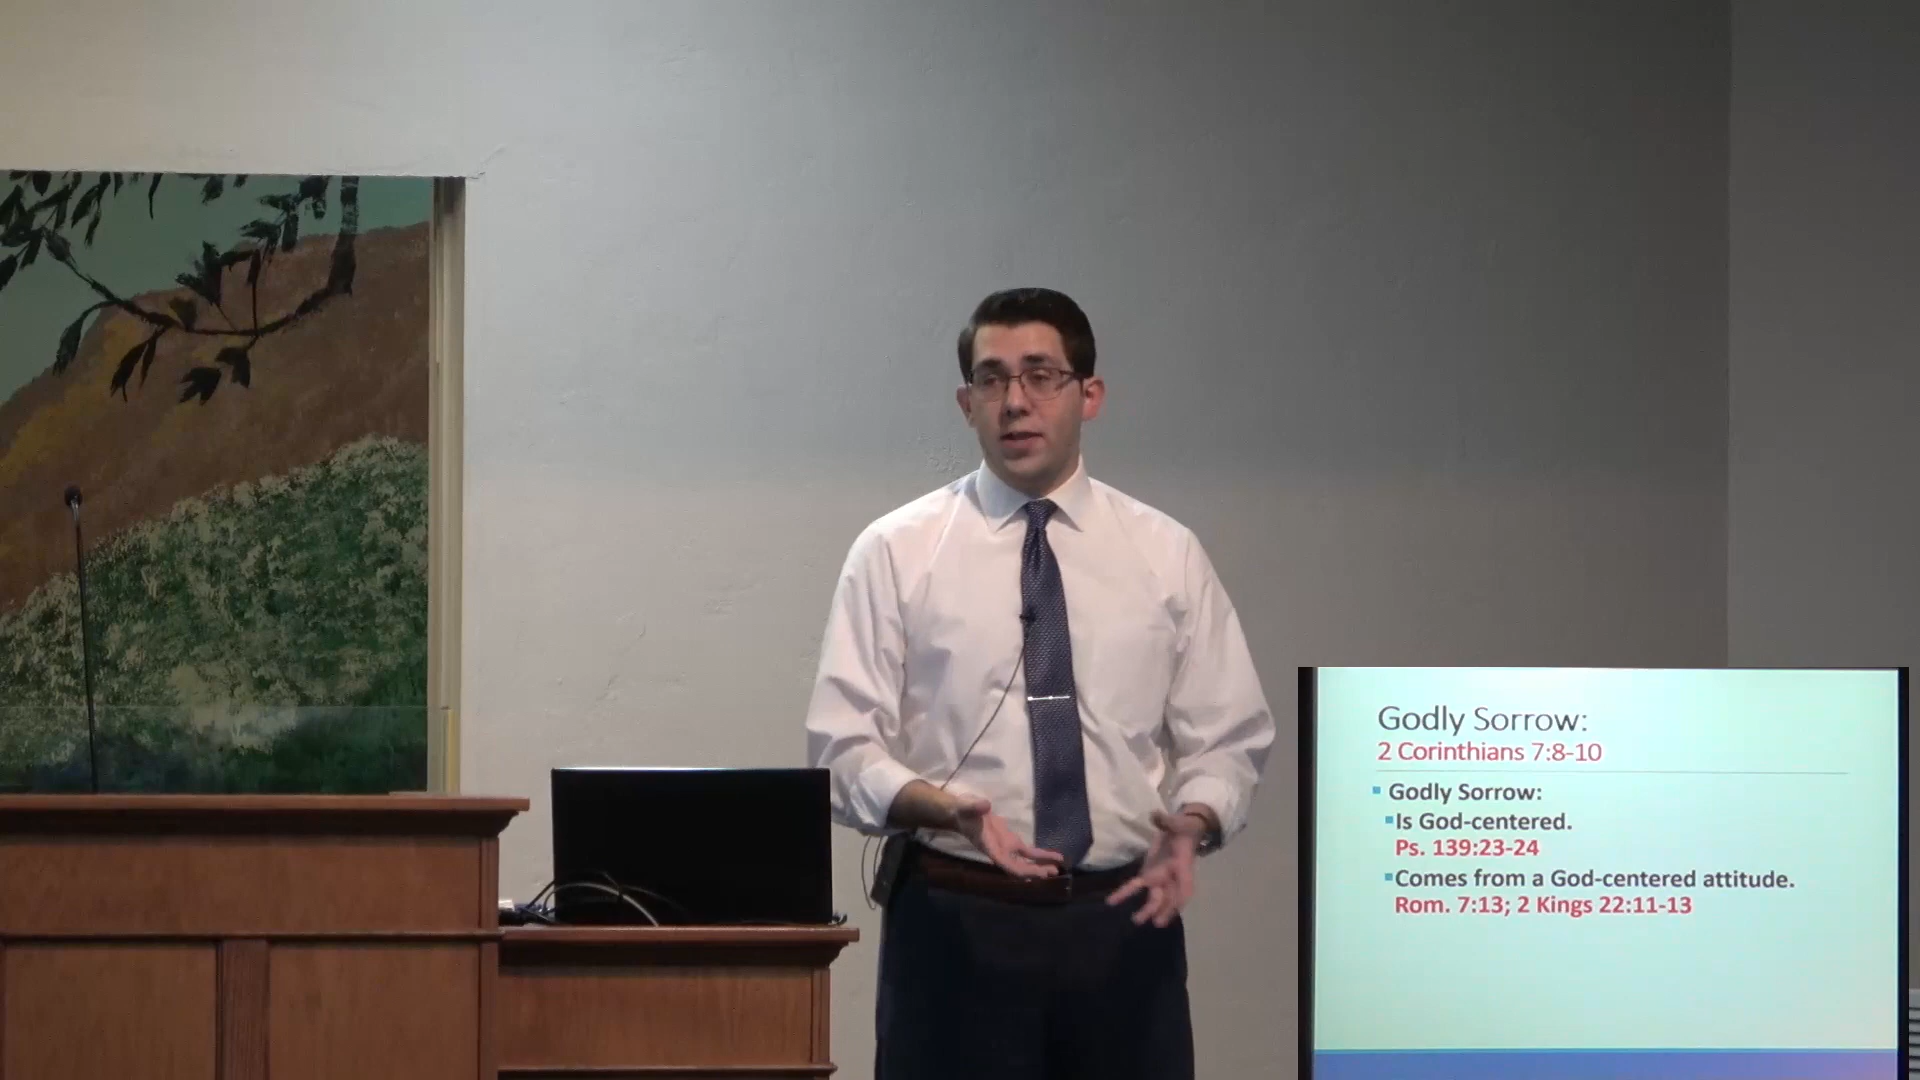 Godly Sorrow:
2 Corinthians 7:8-10
Godly Sorrow:
Is God-centered.
Ps. 139:23-24
Comes from a God-centered attitude.
Rom. 7:13; 2 Kings 22:11-13